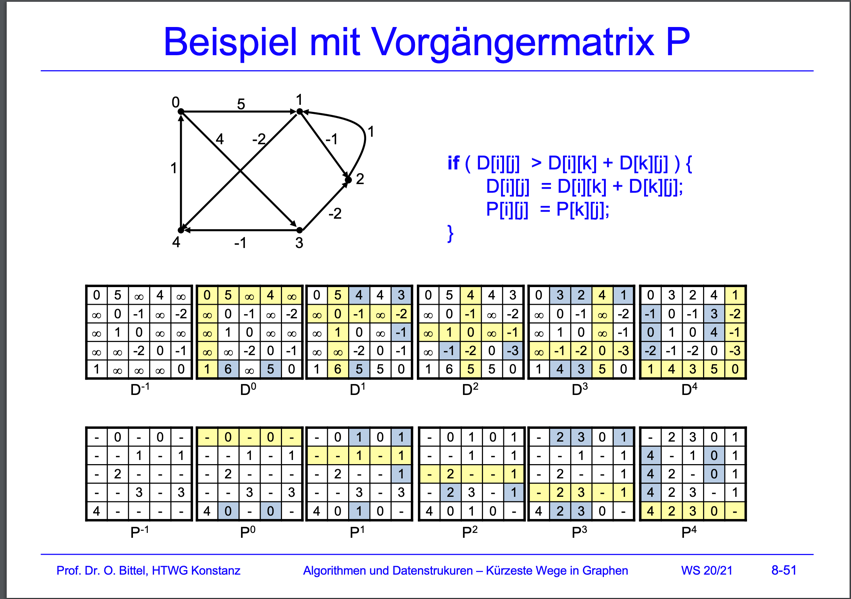 Beispiel mit Vorgängermatrix P
0 5 1
4 -2 -1 1
1 2
-2
4 -1 3
if ( D[i][j] > D[i][k] + D[k][j] ) {
D[i][j] = D[i][k] + D[k][j];
P[i][j] = P[k][j];
}
0 5 ∞ 4 ∞ 0 5 ∞ 4 ∞ 0 5 4 4 3 0 5 4 4 3 0 3 2 4 1 0 3 2 4 1
∞ 0 -1 ∞ -2 ∞ 0 -1 ∞ -2 ∞ 0 -1 ∞ -2 ∞ 0 -1 ∞ -2 ∞ 0 -1 ∞ -2 -1 0 -1 3 -2
∞ 1 0 ∞ ∞ ∞ 1 0 ∞ ∞ ∞ 1 0 ∞ -1 ∞ 1 0 ∞ -1 ∞ 1 0 ∞ -1 0 1 0 4 -1
∞ ∞ -2 0 -1 ∞ ∞ -2 0 -1 ∞ ∞ -2 0 -1 ∞ -1 -2 0 -3 ∞ -1 -2 0 -3 -2 -1 -2 0 -3
1 ∞ ∞ ∞ 0 1 6 ∞ 5 0 1 6 5 5 0 1 6 5 5 0 1 4 3 5 0 1 4 3 5 0
D-1 D0 D1 D2 D3 D4
- 0 - 0 - - 0 - 0 - - 0 1 0 1 - 0 1 0 1 - 2 3 0 1 - 2 3 0 1
- - 1 - 1 - - 1 - 1 - - 1 - 1 - - 1 - 1 - - 1 - 1 4 - 1 0 1
- 2 - - - - 2 - - - - 2 - - 1 - 2 - - 1 - 2 - - 1 4 2 - 0 1
- - 3 - 3 - - 3 - 3 - - 3 - 3 - 2 3 - 1 - 2 3 - 1 4 2 3 - 1
4 - - - - 4 0 - 0 - 4 0 1 0 - 4 0 1 0 - 4 2 3 0 - 4 2 3 0 -
P-1 P0 P1 P2 P3 P4
Prof. Dr. O. Bittel, HTWG Konstanz Algorithmen und Datenstrukuren – Kürzeste Wege in Graphen WS 20/21 8-51